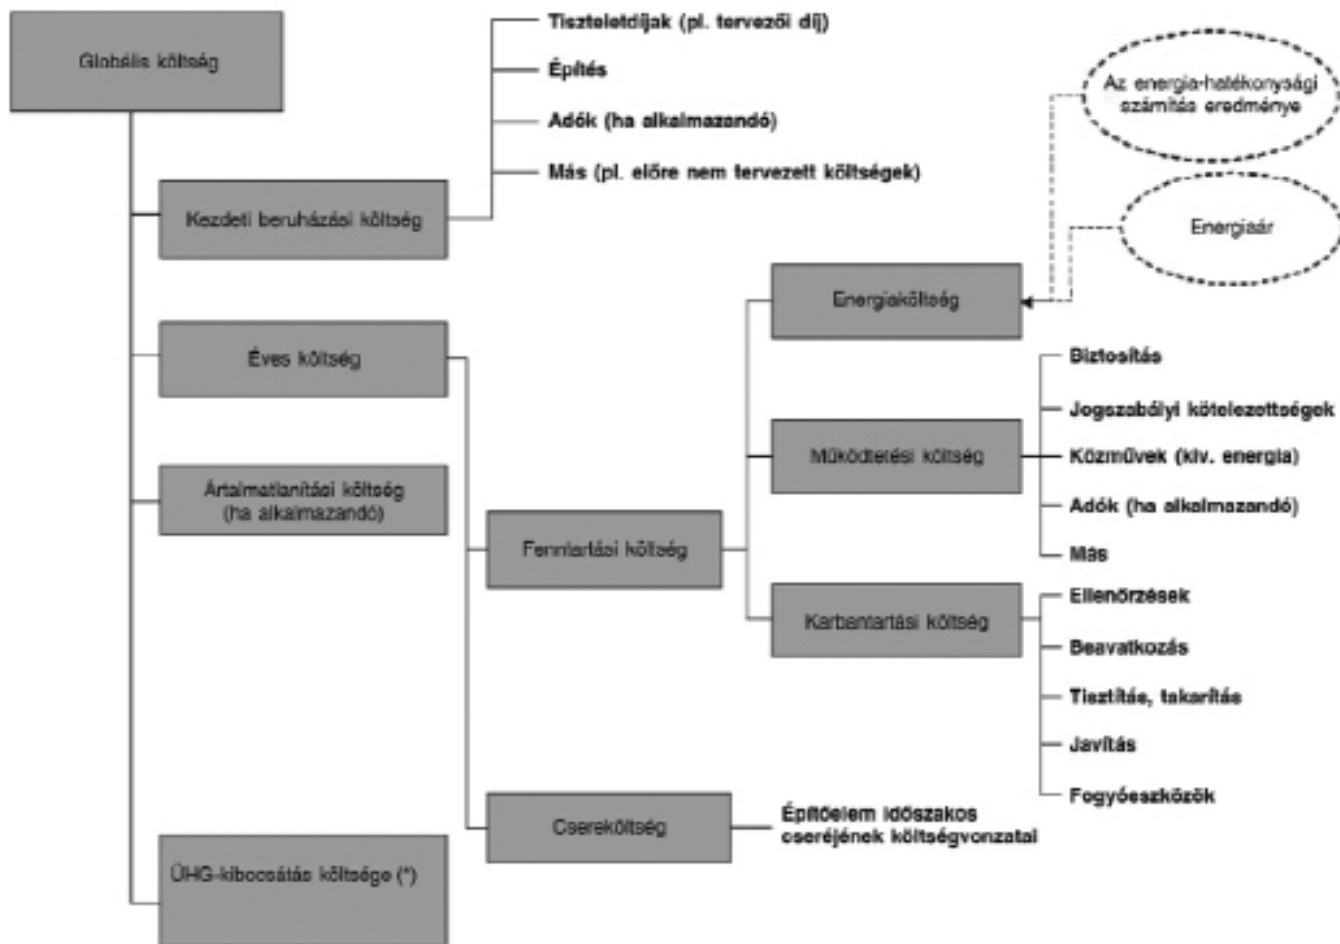 Globális költség
Tiszteletdíjak (pl. tervezői díj)
Építés
Adók (ha alkalmazandó)
Más (pl. előre nem tervezett költségek)
Kezdeti beruházási költség
Az energia-hatékonysági
számítás eredménye
Energiaár
Energiaköltség
Éves költség
Biztosítás
Jogszabályi kötelezettségek
Működtetési költség
Közművek (kiv. energia)
Adók (ha alkalmazandó)
Más
Ártalmatlanítási költség
(ha alkalmazandó)
Fenntartási költség
Karbantartási költség
Ellenőrzések
Beavatkozás
Tisztítás, takarítás
Javítás
Fogyóeszközök
Csereköltség
Építőelem időszakos
cseréjének költségvonzatai
ÜHG-kibocsátás költsége (*)